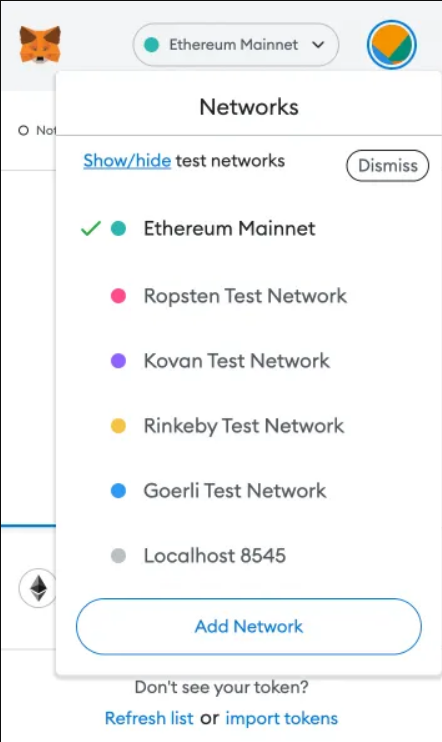 Ethereum Mainnet
Networks
Not
Show/hide test networks
Dismiss
Ethereum Mainnet
Ropsten Test Network
Kovan Test Network
Rinkeby Test Network
Goerli Test Network
Localhost 8545
Add Network
Don't see your token?
Refresh list or import tokens